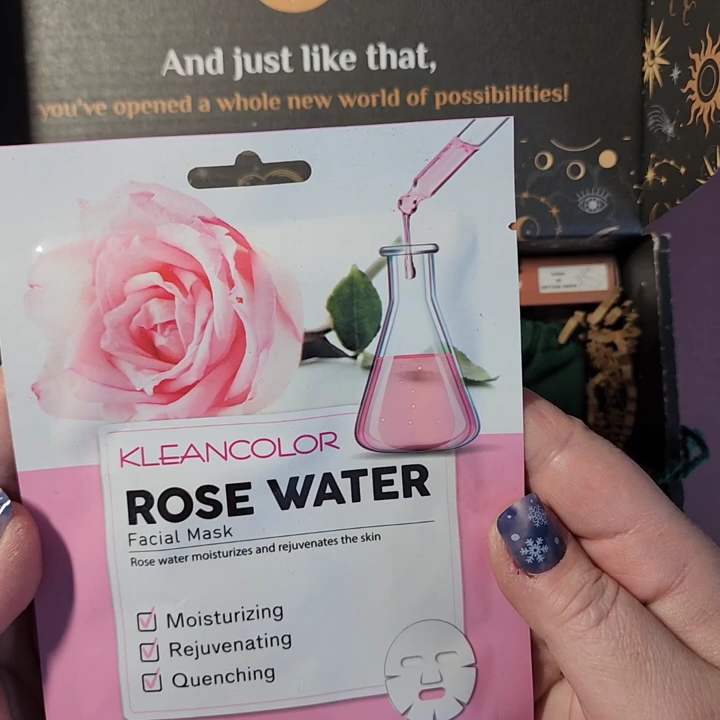 And just like that,
you've opened a whole new world of possibilities!
KLEANCOLOR
ROSE WATER
Facial Mask
Rose water moisturizes and rejuvenates the skin
Moisturizing
Rejuvenating
Quenching